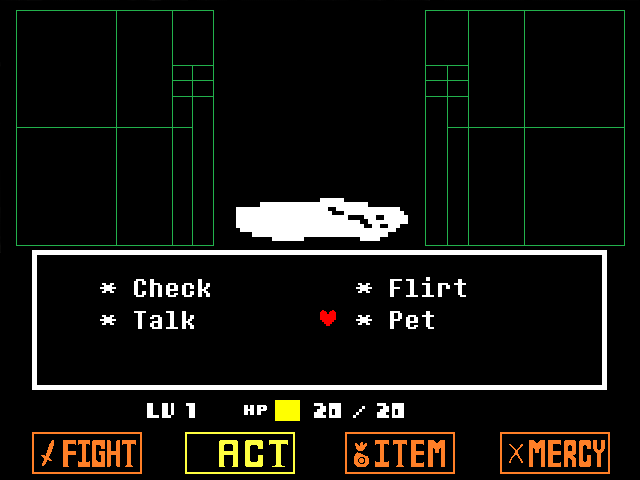 * Check * Flirt
* Talk * Pet
LV 1 HP 20 / 20
FIGHT ACT ITEM MERCY